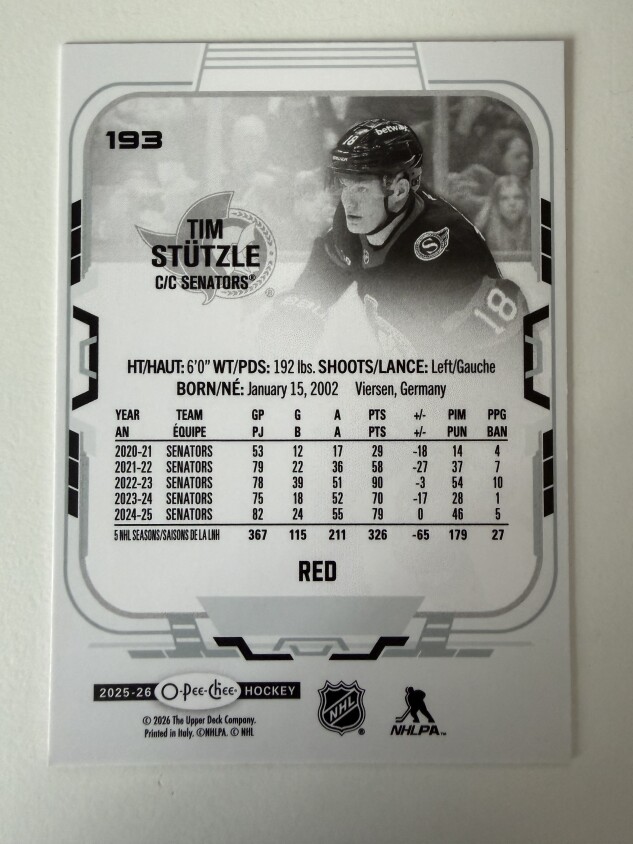 193
betway
18
TIM
STÜTZLE
C/C SENATORS®
®
S
18
HT/HAUT: 6'0" WT/PDS: 192 lbs. SHOOTS/LANCE: Left/Gauche
BORN/NÉ: January 15, 2002 Viersen, Germany
YEAR TEAM GP G A PTS +/- PIM PPG
AN ÉQUIPE PJ B A PTS +/- PUN BAN
2020-21 SENATORS 53 12 17 29 -18 14 4
2021-22 SENATORS 79 22 36 58 -27 37 7
2022-23 SENATORS 78 39 51 90 -3 54 10
2023-24 SENATORS 75 18 52 70 -17 28 1
2024-25 SENATORS 82 24 55 79 0 46 5
5 NHL SEASONS/SAISONS DE LA LNH 367 115 211 326 -65 179 27
RED
2025-26 O-Pee-Chee® HOCKEY
© 2026 The Upper Deck Company.
Printed in Italy. ©NHLPA. © NHL
NHL ®
NHLPA™